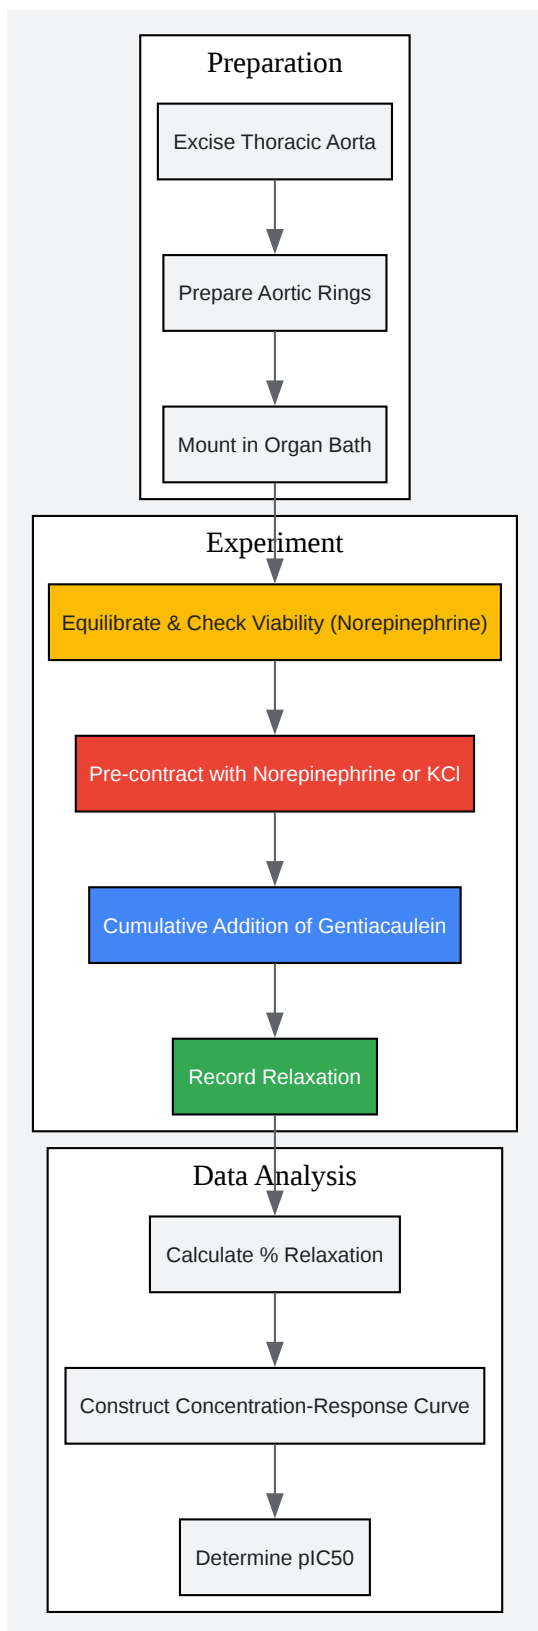 Preparation
Excise Thoracic Aorta
Prepare Aortic Rings
Mount in Organ Bath
Experiment
Equilibrate & Check Viability (Norepinephrine)
Pre-contract with Norepinephrine or KCl
Cumulative Addition of Gentiacaulein
Record Relaxation
Data Analysis
Calculate % Relaxation
Construct Concentration-Response Curve
Determine pIC50